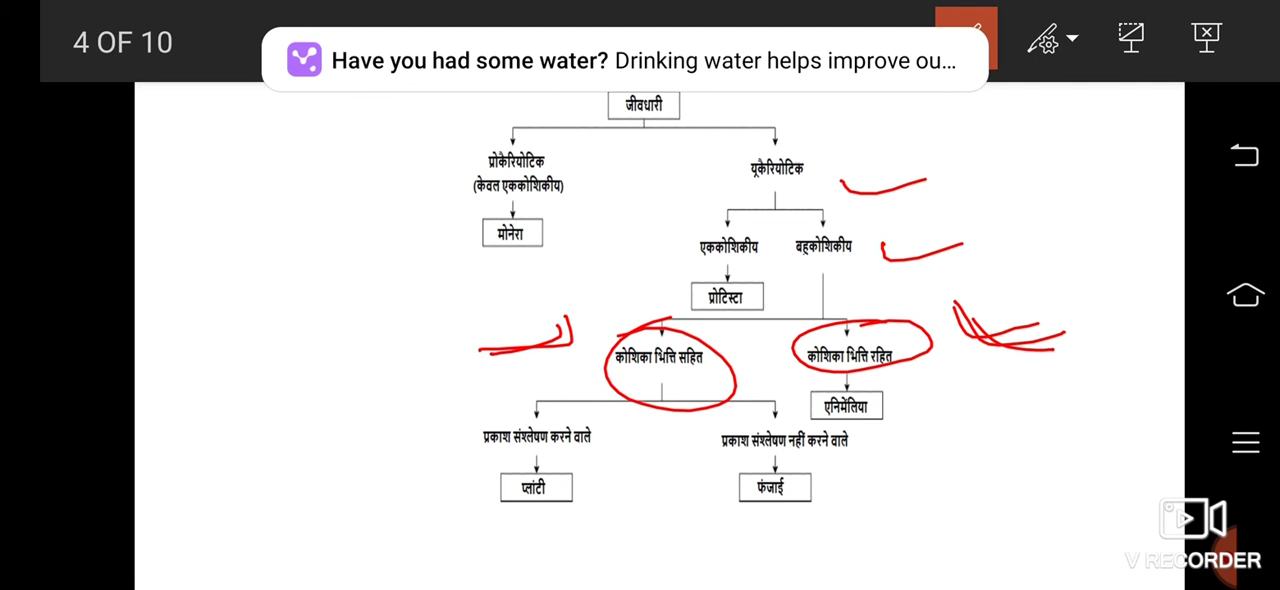 4 OF 10
Have you had some water? Drinking water helps improve ou...
जीवधारी
प्रोकैरियोटिक
(केवल एककोशिकीय)
यूकैरियोटिक
मोनेरा
एककोशिकीय
बहुकोशिकीय
प्रोटिस्टा
कोशिका भित्ति सहित
कोशिका भित्ति रहित
एनिमेलिया
प्रकाश संश्लेषण करने वाले
प्रकाश संश्लेषण नहीं करने वाले
प्लांटी
फंजाई
V RECORDER